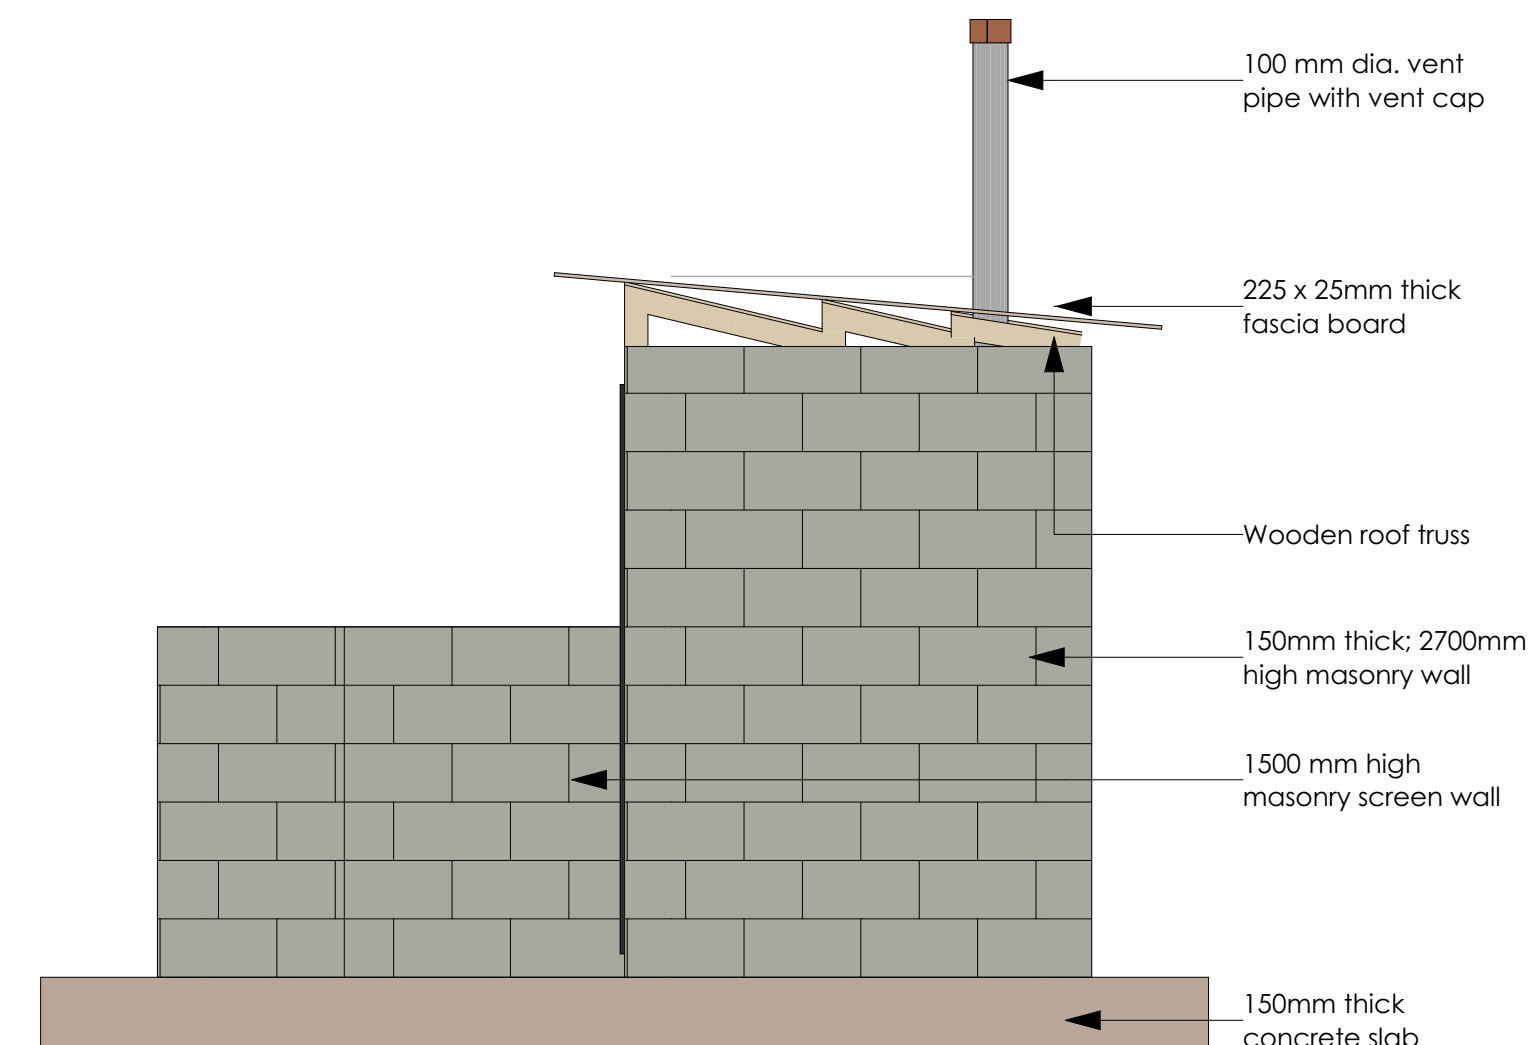 100 mm dia. vent
pipe with vent cap
225 x 25mm thick
fascia board
Wooden roof truss
150mm thick; 2700mm
high masonry wall
1500 mm high
masonry screen wall
150mm thick
concrete slab